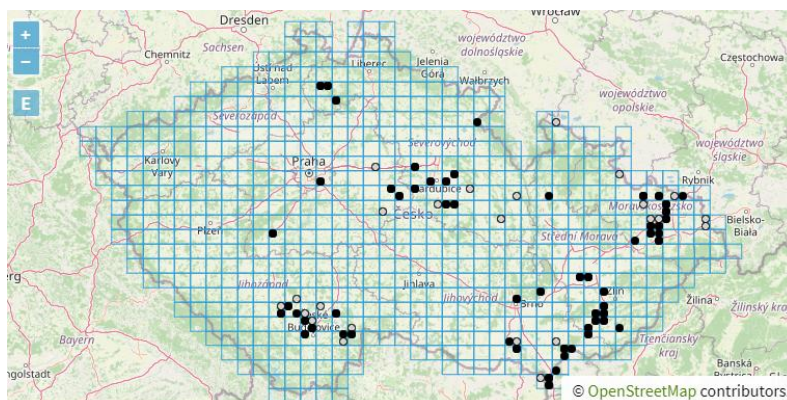 Dresden
Wrocław
+
−
E
Chemnitz
Sachsen
Ústí nad Labem
Liberec
Jelenia Góra
województwo dolnośląskie
Wałbrzych
Częstochowa
województwo opolskie
Severozápad
Severovýchod
województwo śląskie
Karlovy Vary
Praha
Pardubice
Rybnik
Moravskoslezsko
Bielsko-Biała
Plzeň
Česko
Střední Morava
Jihozápad
Jihlava
Jihovýchod
Brno
Zlín
Žilina
Žilinský kraj
České Budějovice
Bayern
Trenčiansky kraj
Banská
© OpenStreetMap contributors